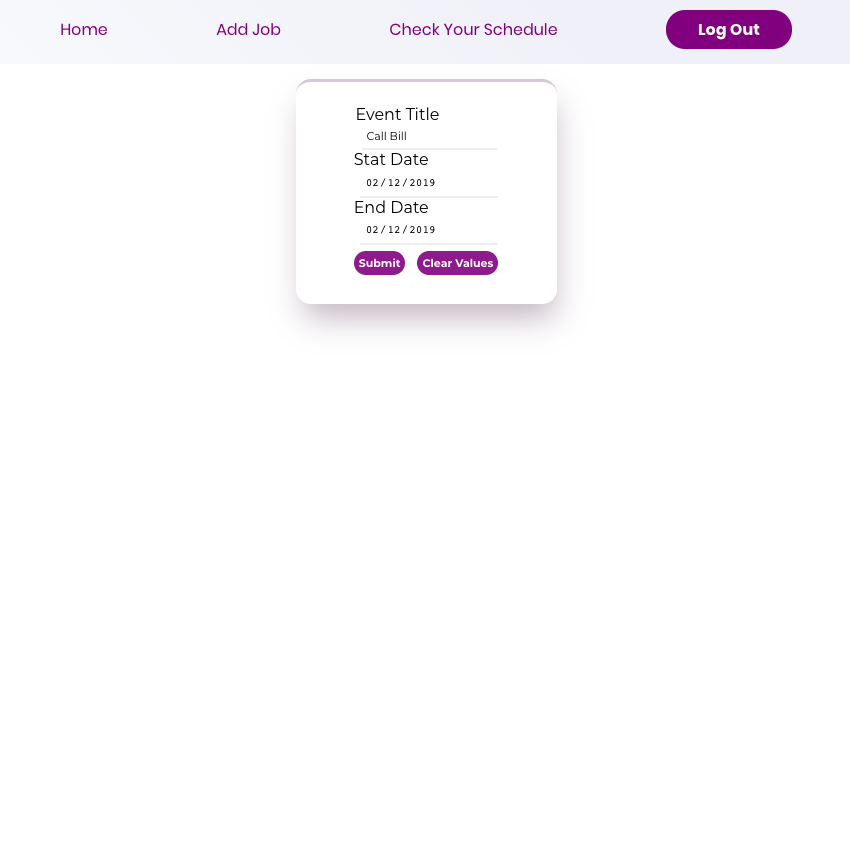 Home Add Job Check Your Schedule Log Out
Event Title
Call Bill
Stat Date
02/12/2019
End Date
02/12/2019
Submit Clear Values